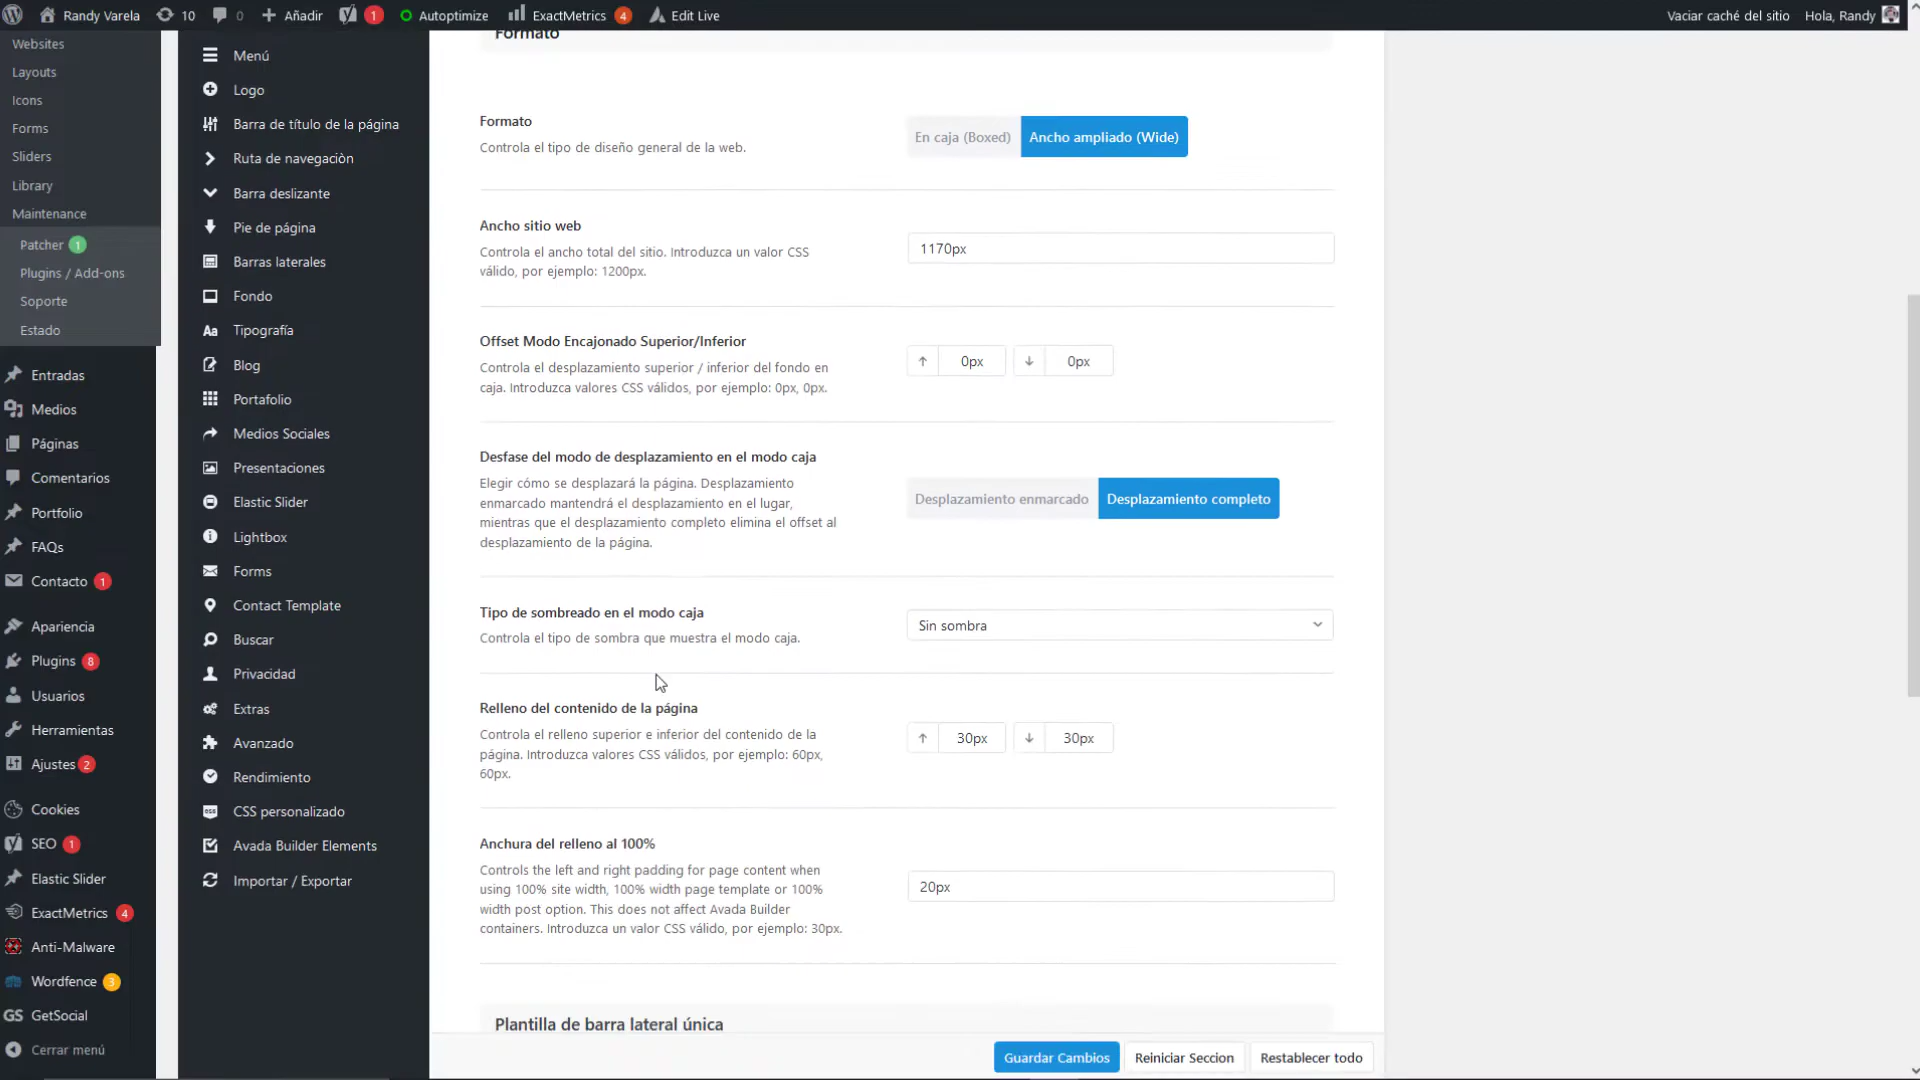 Randy Varela
10
0
Añadir
1
Autoptimize
ExactMetrics
4
Edit Live
Vaciar caché del sitio
Hola, Randy
Websites
Layouts
Icons
Forms
Sliders
Library
Maintenance
Patcher 1
Plugins / Add-ons
Soporte
Estado
Entradas
Medios
Páginas
Comentarios
Portfolio
FAQs
Contacto 1
Apariencia
Plugins 8
Usuarios
Herramientas
Ajustes 2
Cookies
SEO 1
Elastic Slider
ExactMetrics 4
Anti-Malware
Wordfence 3
GS GetSocial
Cerrar menú
Menú
Logo
Barra de título de la página
Ruta de navegaciòn
Barra deslizante
Pie de página
Barras laterales
Fondo
Aa Tipografía
Blog
Portafolio
Medios Sociales
Presentaciones
Elastic Slider
Lightbox
Forms
Contact Template
Buscar
Privacidad
Extras
Avanzado
Rendimiento
CSS personalizado
Avada Builder Elements
Importar / Exportar
Formato
Formato
Controla el tipo de diseño general de la web.
En caja (Boxed)
Ancho ampliado (Wide)
Ancho sitio web
Controla el ancho total del sitio. Introduzca un valor CSS
válido, por ejemplo: 1200px.
1170px
Offset Modo Encajonado Superior/Inferior
Controla el desplazamiento superior / inferior del fondo en
caja. Introduzca valores CSS válidos, por ejemplo: 0px, 0px.
0px
0px
Desfase del modo de desplazamiento en el modo caja
Elegir cómo se desplazará la página. Desplazamiento
enmarcado mantendrá el desplazamiento en el lugar,
mientras que el desplazamiento completo elimina el offset al
desplazamiento de la página.
Desplazamiento enmarcado
Desplazamiento completo
Tipo de sombreado en el modo caja
Controla el tipo de sombra que muestra el modo caja.
Sin sombra
Relleno del contenido de la página
Controla el relleno superior e inferior del contenido de la
página. Introduzca valores CSS válidos, por ejemplo: 60px,
60px.
30px
30px
Anchura del relleno al 100%
Controls the left and right padding for page content when
using 100% site width, 100% width page template or 100%
width post option. This does not affect Avada Builder
containers. Introduzca un valor CSS válido, por ejemplo: 30px.
20px
Plantilla de barra lateral única
Guardar Cambios
Reiniciar Seccion
Restablecer todo